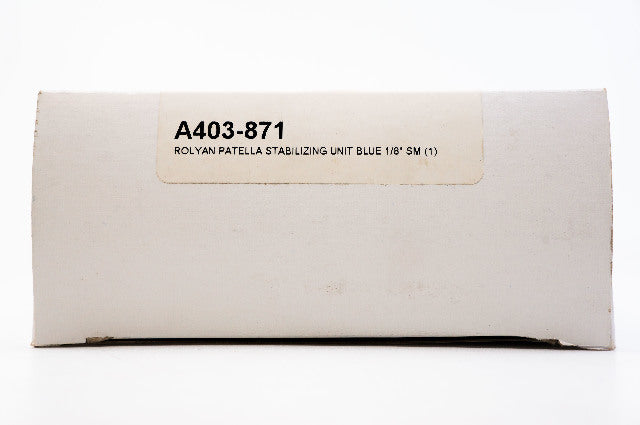 A403-871
ROLYAN PATELLA STABILIZING UNIT BLUE 1/8" SM (1)